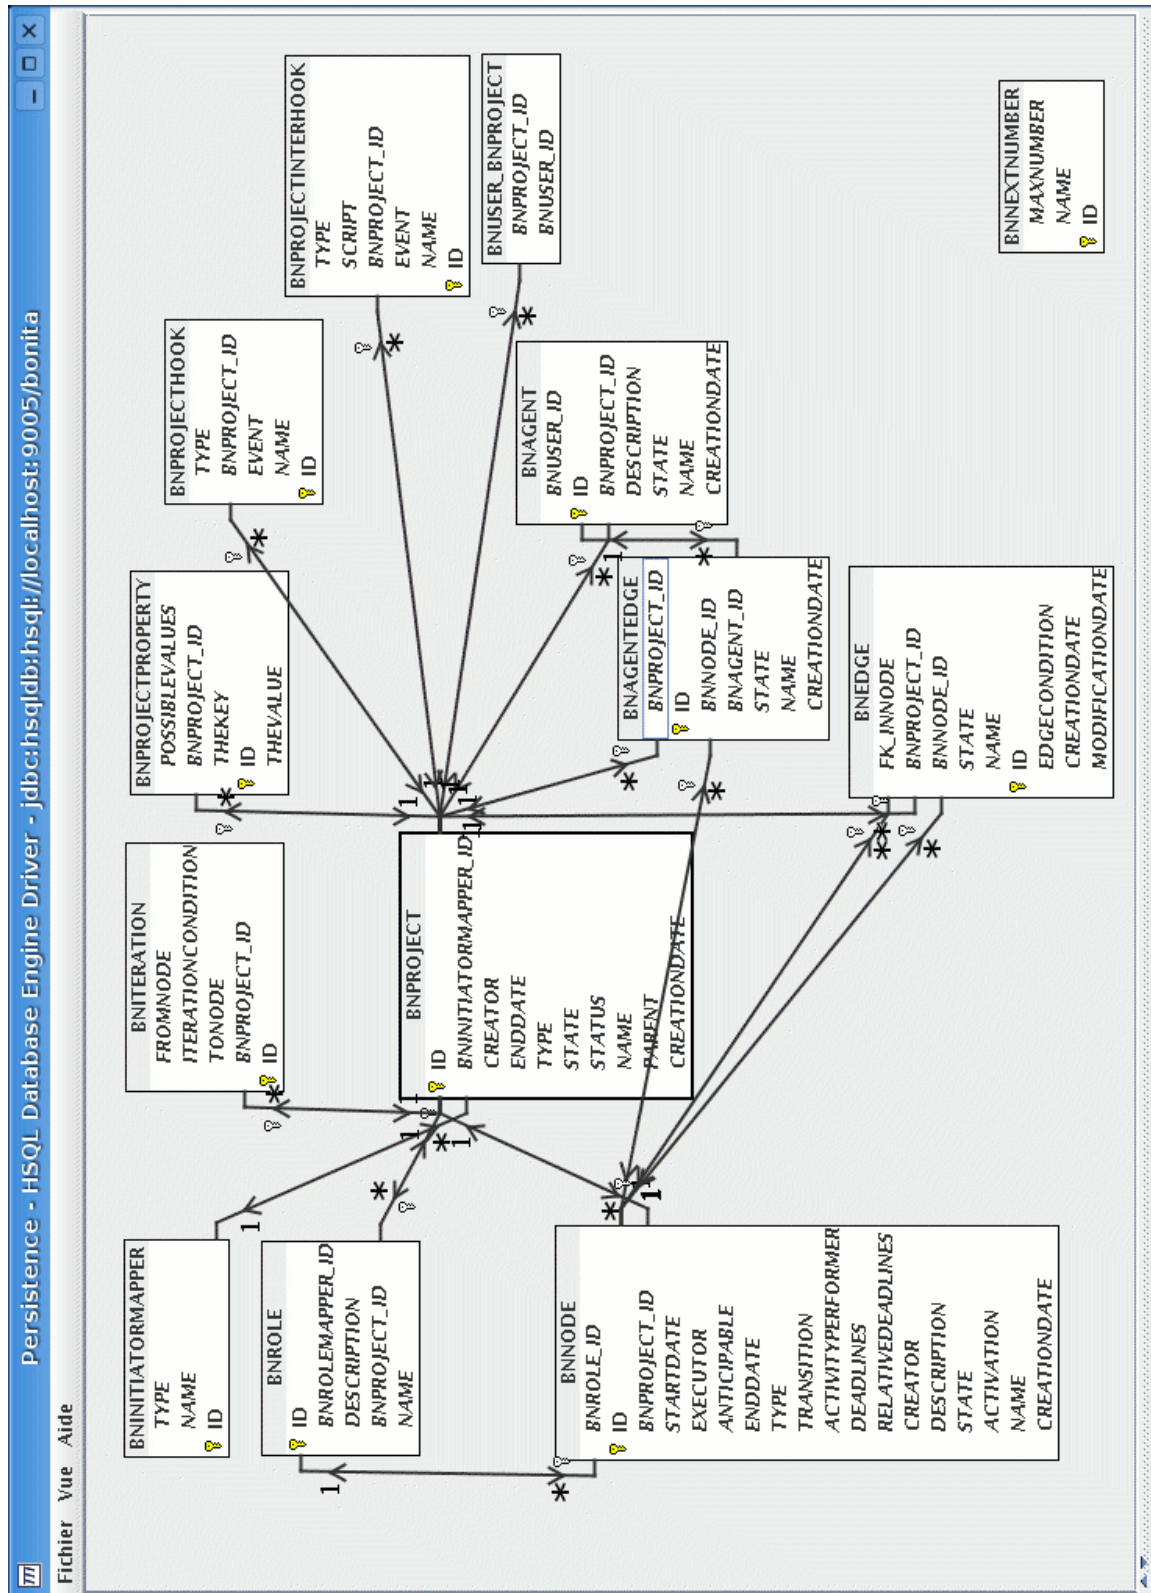 Persistence - HSQL Database Engine Driver - jdbc:hsqldb:hsql://localhost:9005/bonita
Fichier Vue Aide
BNINITIATORMAPPER
TYPE
NAME
ID
BNROLE
ID
BNROLEMAPPER_ID
DESCRIPTION
BNPROJECT_ID
NAME
BNNODE
BNROLE_ID
ID
BNPROJECT_ID
STARTDATE
EXECUTOR
ANTICIPABLE
ENDDATE
TYPE
TRANSITION
ACTIVITYPERFORMER
DEADLINES
RELATIVEDEADLINES
CREATOR
DESCRIPTION
STATE
ACTIVATION
NAME
CREATIONDATE
BNITERATION
FROMNODE
ITERATIONCONDITION
TONODE
BNPROJECT_ID
ID
BNPROJECT
ID
BNINITIATORMAPPER_ID
CREATOR
ENDDATE
TYPE
STATE
STATUS
NAME
PARENT
CREATIONDATE
BNPROJECTPROPERTY
POSSIBLEVALUES
BNPROJECT_ID
THEKEY
ID
THEVALUE
BNPROJECTHOOK
TYPE
BNPROJECT_ID
EVENT
NAME
ID
BNPROJECTINTERHOOK
TYPE
SCRIPT
BNPROJECT_ID
EVENT
NAME
ID
BNUSER_BNPROJECT
BNPROJECT_ID
BNUSER_ID
BNAGENT
BNUSER_ID
ID
BNPROJECT_ID
DESCRIPTION
STATE
NAME
CREATIONDATE
BNAGENTEDGE
BNPROJECT_ID
ID
BNNODE_ID
BNAGENT_ID
STATE
NAME
CREATIONDATE
BNEDGE
FK_INNODE
BNPROJECT_ID
BNNODE_ID
STATE
NAME
ID
EDGECONDITION
CREATIONDATE
MODIFICATIONDATE
BNNEXTNUMBER
MAXNUMBER
NAME
ID